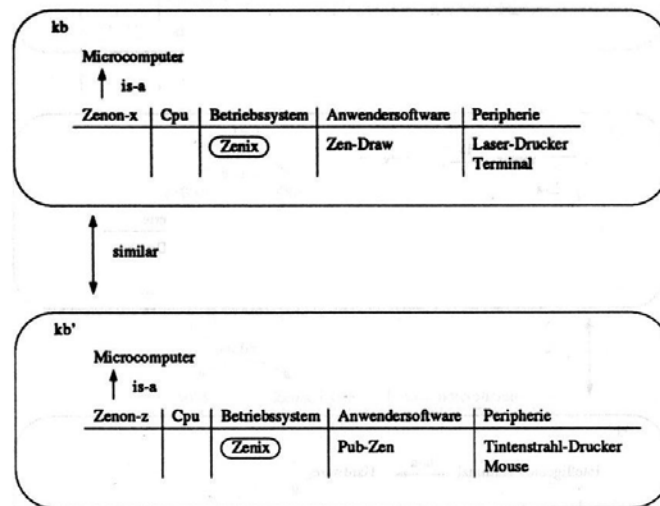 kb
Microcomputer
is-a
Zenon-x Cpu Betriebssystem Anwendersoftware Peripherie
Zenix Zen-Draw Laser-Drucker
Terminal
similar
kb'
Microcomputer
is-a
Zenon-z Cpu Betriebssystem Anwendersoftware Peripherie
Zenix Pub-Zen Tintenstrahl-Drucker
Mouse